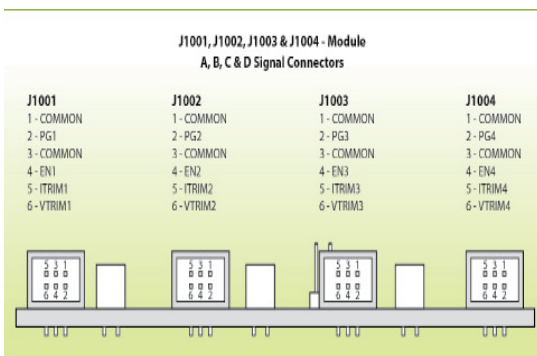 J1001, J1002, J1003 & J1004 - Module
A, B, C & D Signal Connectors
J1001
1 - COMMON
2 - PG1
3 - COMMON
4 - EN1
5 - ITRIM1
6 - VTRIM1
J1002
1 - COMMON
2 - PG2
3 - COMMON
4 - EN2
5 - ITRIM2
6 - VTRIM2
J1003
1 - COMMON
2 - PG3
3 - COMMON
4 - EN3
5 - ITRIM3
6 - VTRIM3
J1004
1 - COMMON
2 - PG4
3 - COMMON
4 - EN4
5 - ITRIM4
6 - VTRIM4
5 3 1
6 4 2
5 3 1
6 4 2
5 3 1
6 4 2
5 3 1
6 4 2